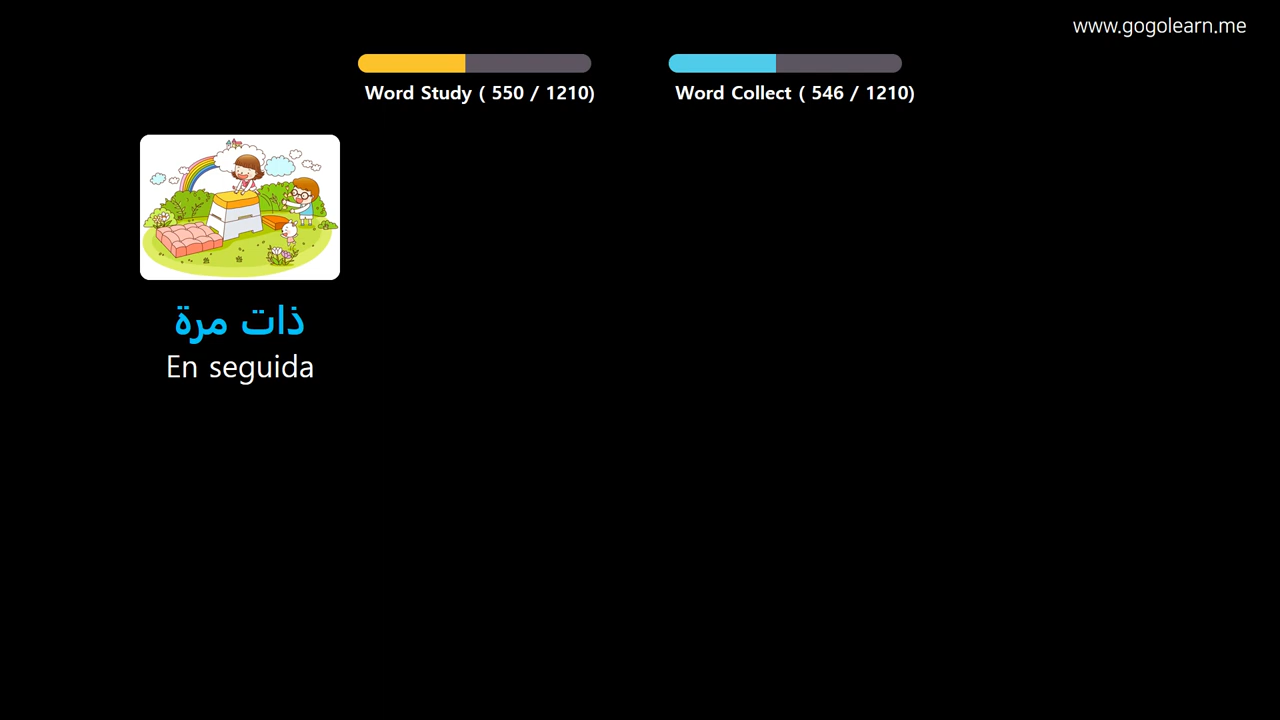 www.gogolearn.me
Word Study ( 550 / 1210)
Word Collect ( 546 / 1210)
ذات مرة
En seguida